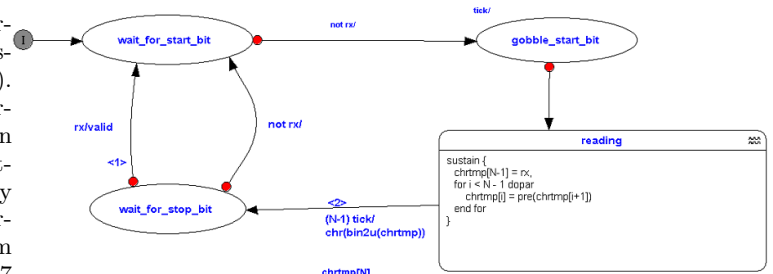 tick/
not rx/
I
wait_for_start_bit
gobble_start_bit
rx/valid
not rx/
<1>
reading
sustain {
chrtmp[N-1] = rx,
for i < N - 1 dopar
chrtmp[i] = pre(chrtmp[i+1])
end for
}
wait_for_stop_bit
<2>
(N-1) tick/
chr(bin2u(chrtmp))
chrtmp[N]
r-
s-
).
r-
n
t-
y
r-
m
7